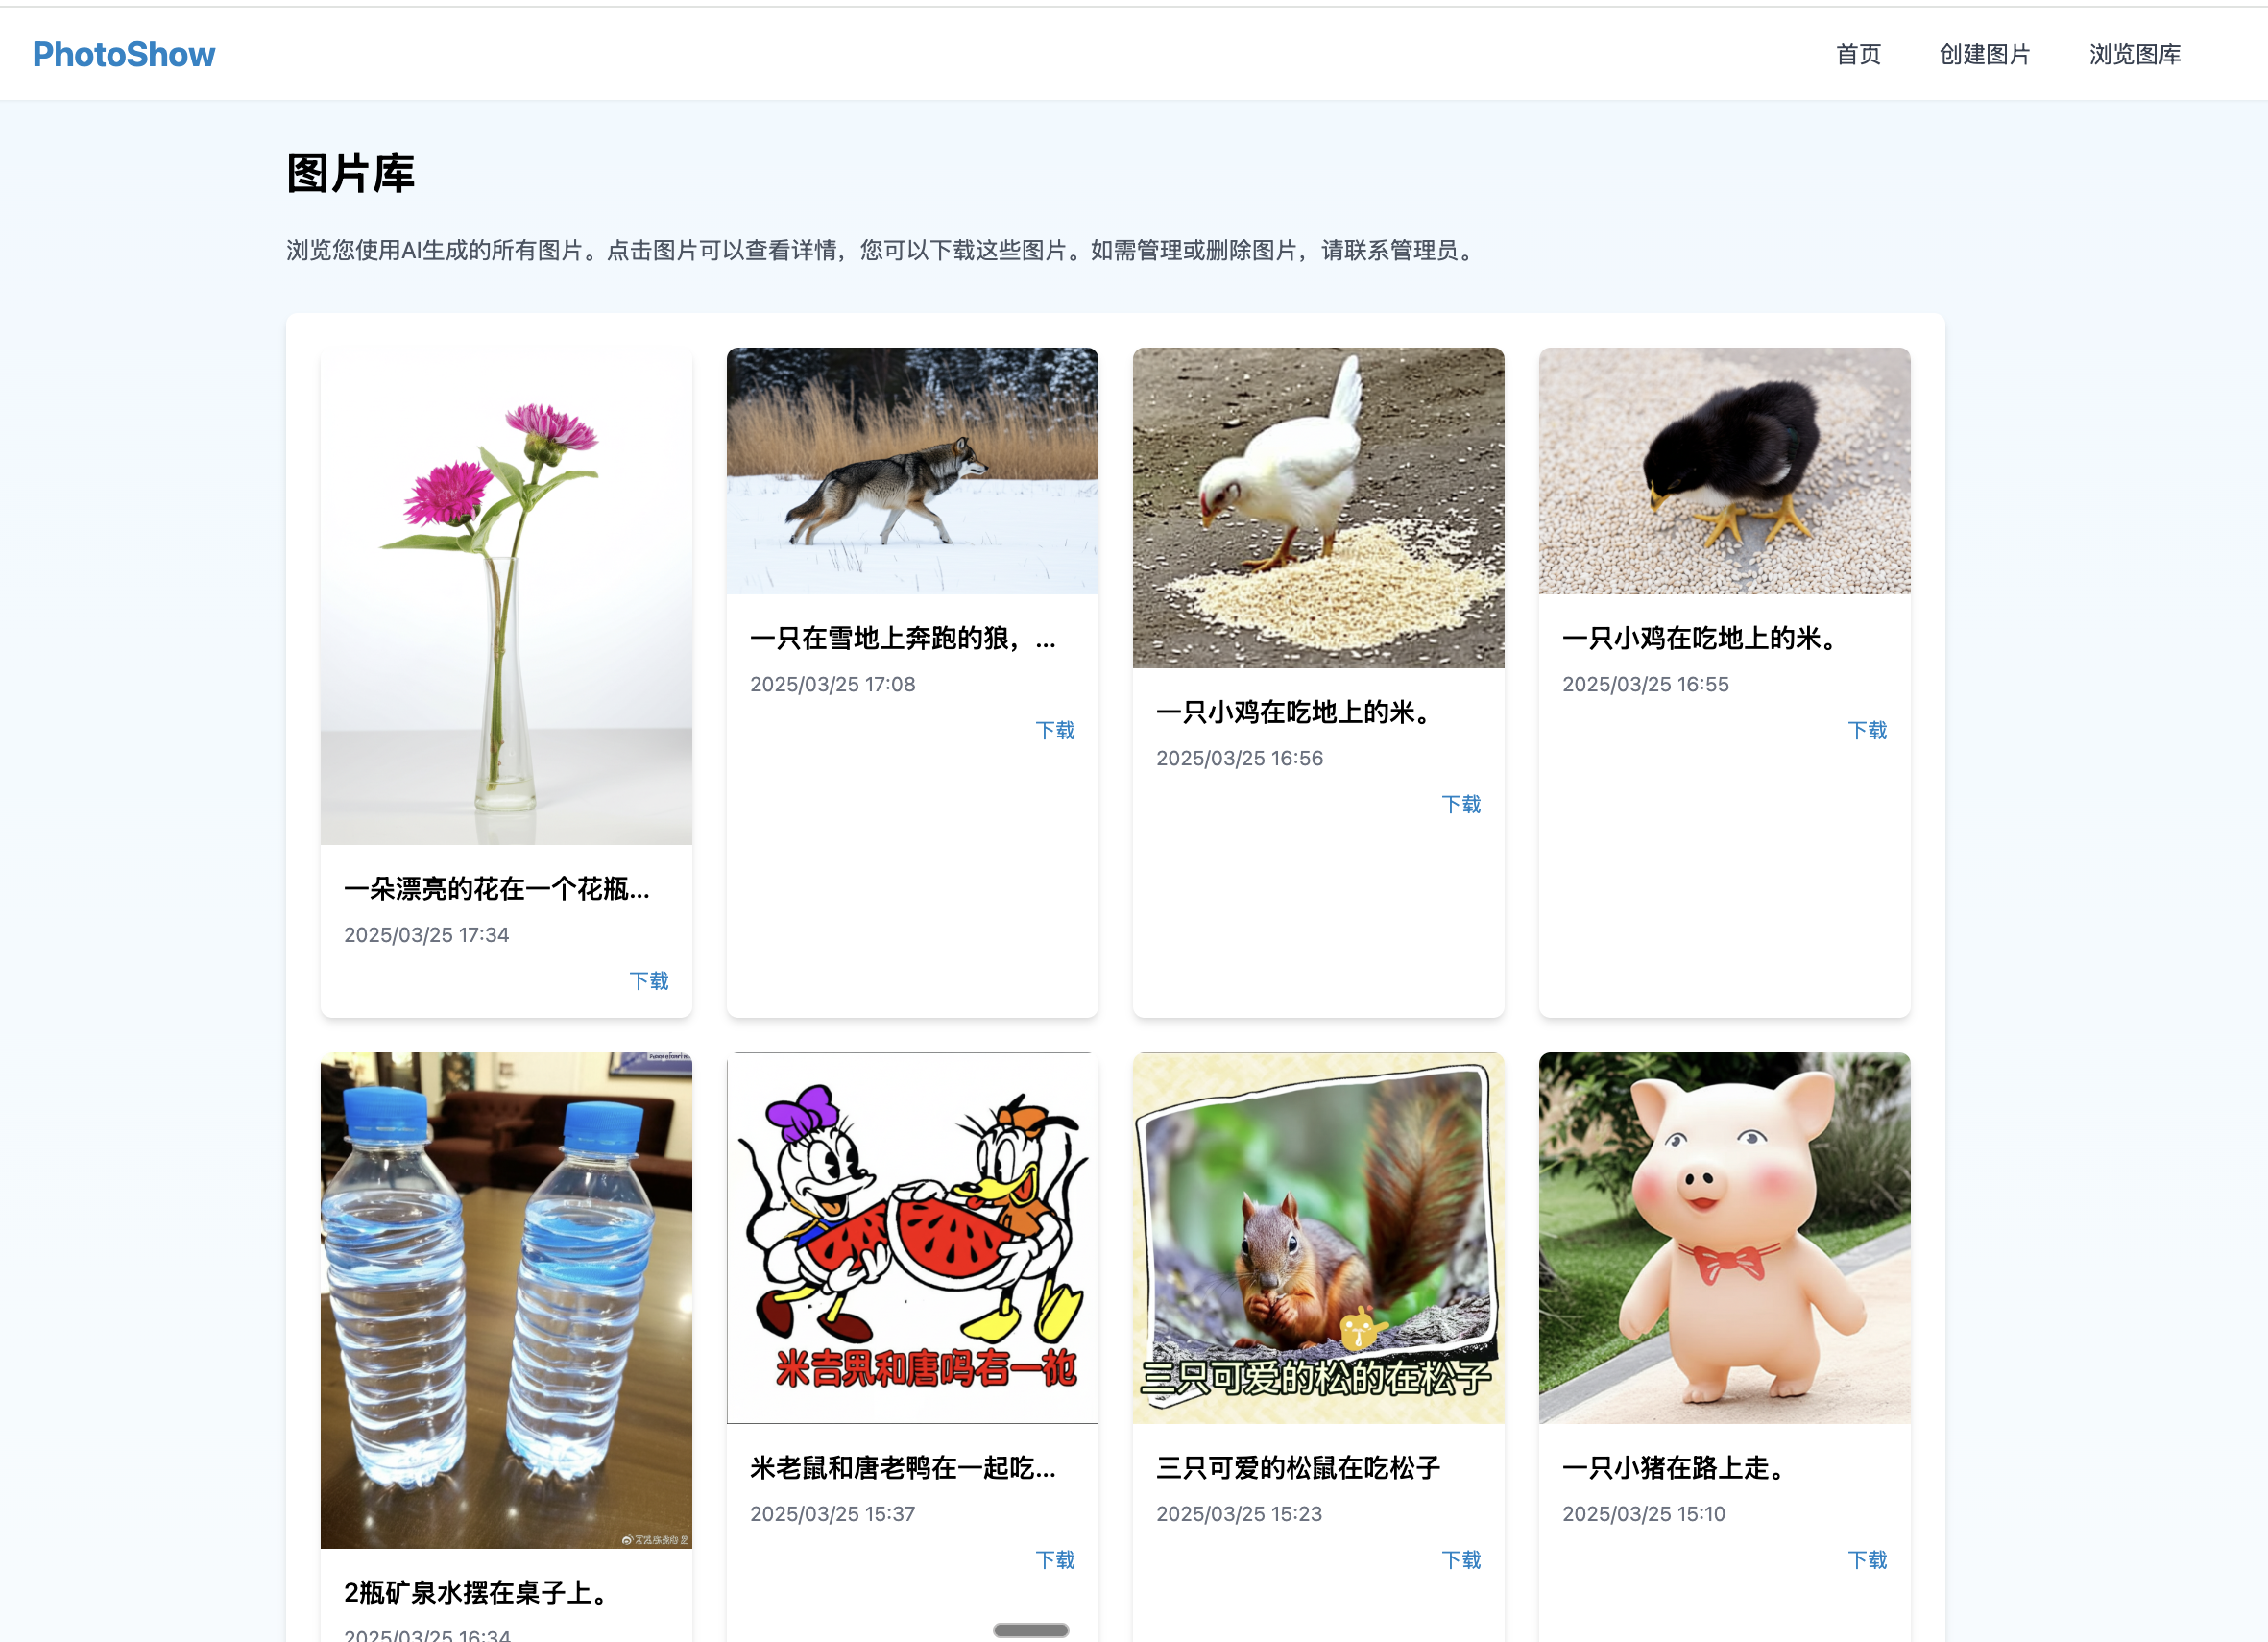 PhotoShow
首页
创建图片
浏览图库
图片库
浏览您使用AI生成的所有图片。点击图片可以查看详情，您可以下载这些图片。如需管理或删除图片，请联系管理员。
一朵漂亮的花在一个花瓶...
2025/03/25 17:34
下载
一只在雪地上奔跑的狼，...
2025/03/25 17:08
下载
一只小鸡在吃地上的米。
2025/03/25 16:56
下载
一只小鸡在吃地上的米。
2025/03/25 16:55
下载
2瓶矿泉水摆在桌子上。
2025/03/25 16:34
米老鼠和唐老鸭在一起吃...
2025/03/25 15:37
下载
三只可爱的松的在松子
三只可爱的松鼠在吃松子
2025/03/25 15:23
下载
一只小猪在路上走。
2025/03/25 15:10
下载